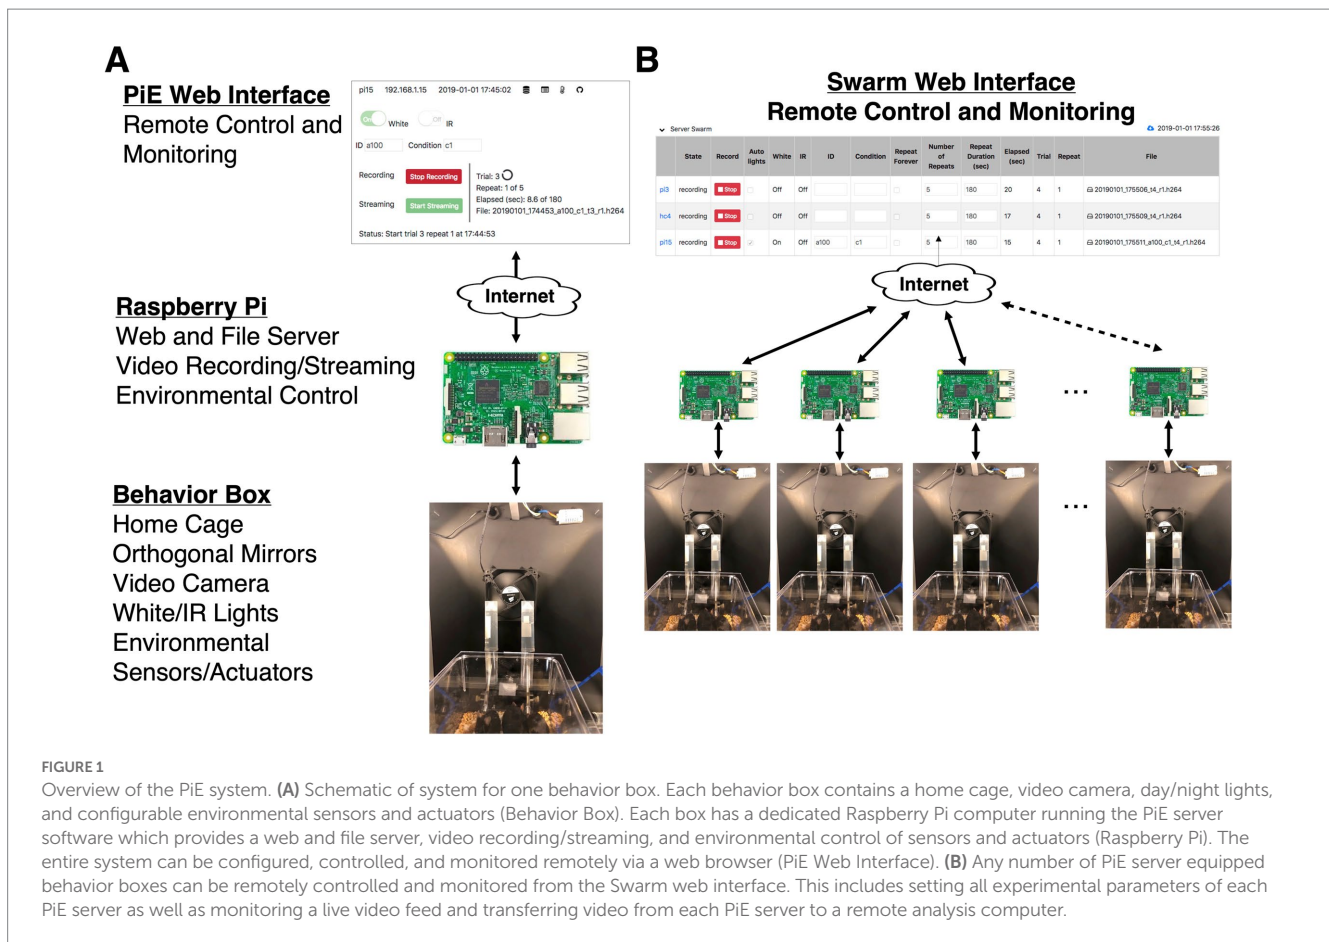 A
PiE Web Interface
Remote Control and
Monitoring
pi15 192.168.1.15 2019-01-01 17:45:02
On White Off IR
ID a100 Condition c1
Recording Stop Recording
Streaming Start Streaming
Trial: 3
Repeat: 1 of 5
Elapsed (sec): 8.6 of 180
File: 20190101_174453_a100_c1_t3_r1.h264
Status: Start trial 3 repeat 1 at 17:44:53
Internet
Raspberry Pi
Web and File Server
Video Recording/Streaming
Environmental Control
Behavior Box
Home Cage
Orthogonal Mirrors
Video Camera
White/IR Lights
Environmental
Sensors/Actuators
B
Swarm Web Interface
Remote Control and Monitoring
Server Swarm 2019-01-01 17:55:26
State Record Auto lights White IR ID Condition Repeat Forever Number of Repeats Repeat Duration (sec) Elapsed (sec) Trial Repeat File
pi3 recording Stop Off Off 5 180 20 4 1 20190101_175506_t4_r1.h264
hc4 recording Stop Off Off 5 180 17 4 1 20190101_175509_t4_r1.h264
pi15 recording Stop On Off a100 c1 5 180 15 4 1 20190101_175511_a100_c1_t4_r1.h264
Internet
...
...
FIGURE 1
Overview of the PiE system. (A) Schematic of system for one behavior box. Each behavior box contains a home cage, video camera, day/night lights,
and configurable environmental sensors and actuators (Behavior Box). Each box has a dedicated Raspberry Pi computer running the PiE server
software which provides a web and file server, video recording/streaming, and environmental control of sensors and actuators (Raspberry Pi). The
entire system can be configured, controlled, and monitored remotely via a web browser (PiE Web Interface). (B) Any number of PiE server equipped
behavior boxes can be remotely controlled and monitored from the Swarm web interface. This includes setting all experimental parameters of each
PiE server as well as monitoring a live video feed and transferring video from each PiE server to a remote analysis computer.